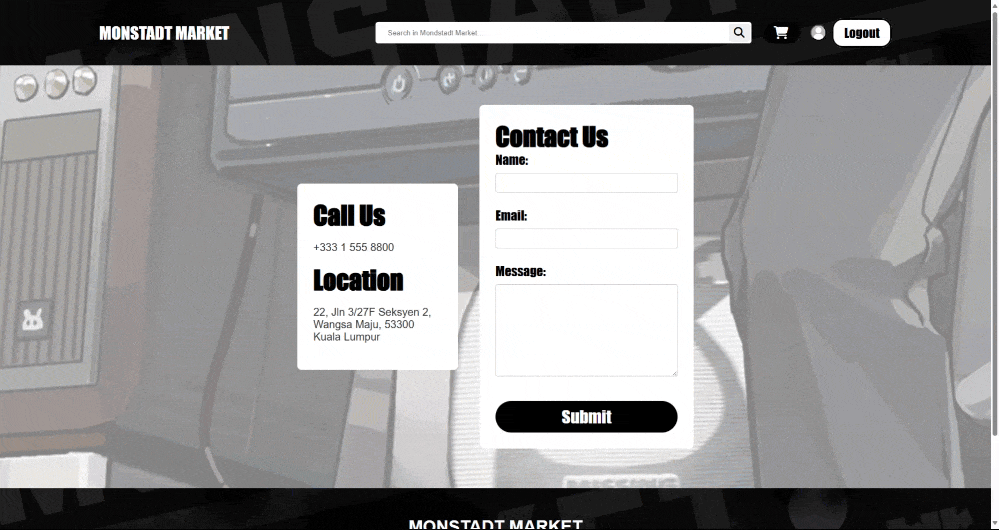 MONSTADT MARKET
Search in Mondstadt Market...
Logout
Contact Us
Name:
Email:
Message:
Submit
Call Us
+333 1 555 8800
Location
22, Jln 3/27F Seksyen 2,
Wangsa Maju, 53300
Kuala Lumpur
MISSING
MONSTADT MARKET